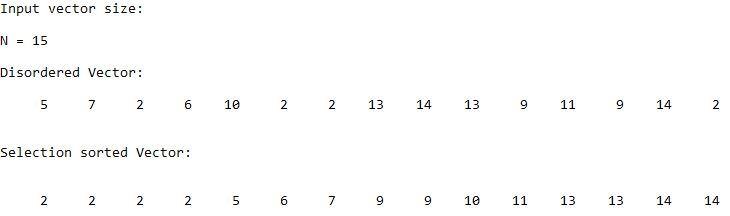 Input vector size:
N = 15
Disordered Vector:
5 7 2 6 10 2 2 13 14 13 9 11 9 14 2
Selection sorted Vector:
2 2 2 2 5 6 7 9 9 10 11 13 13 14 14